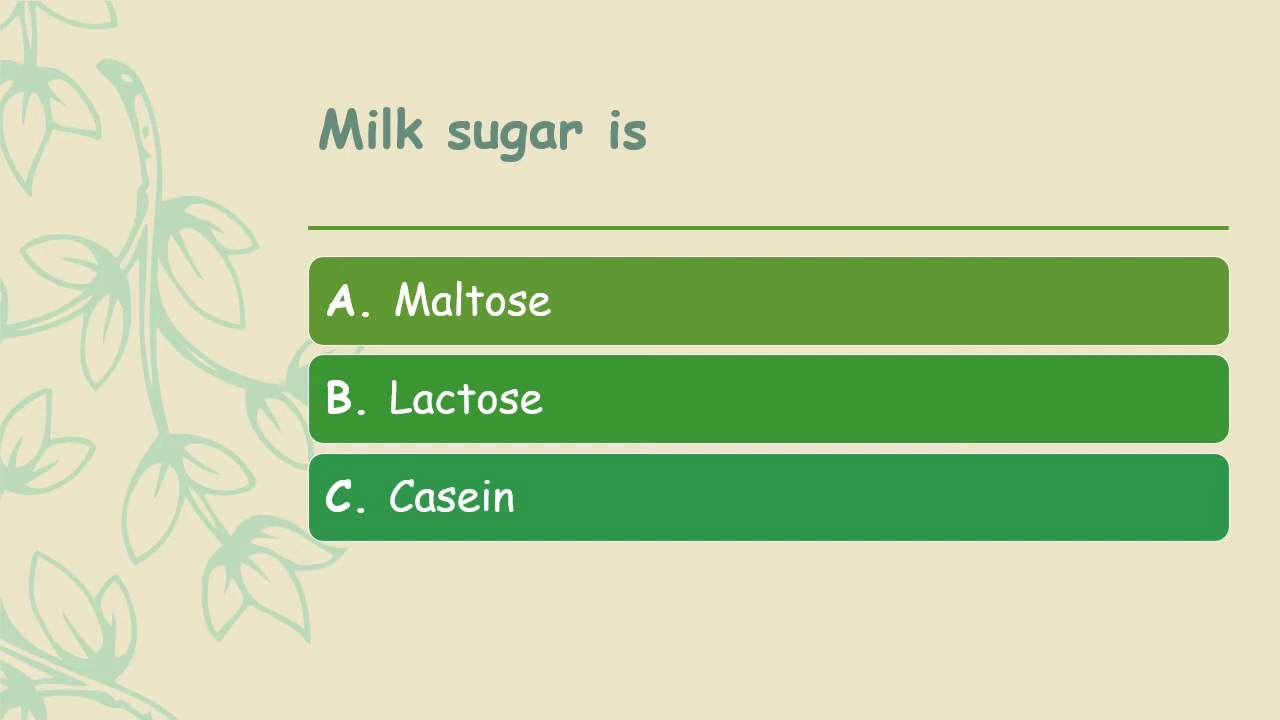 Milk sugar is
A. Maltose
B. Lactose
C. Casein